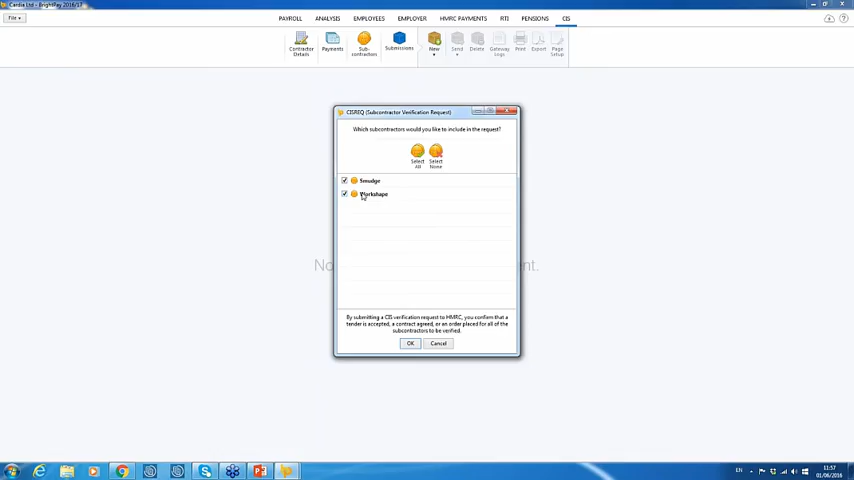 Cardia Ltd - BrightPay 2016/17
File
PAYROLL ANALYSIS EMPLOYEES EMPLOYER HMRC PAYMENTS RTI PENSIONS CIS
Contractor Details
Payments
Sub-contractors
Submissions
New
Send
Delete
Gateway Logs
Print
Export
Page Setup
CISREQ (Subcontractor Verification Request)
Which subcontractors would you like to include in the request?
Select All
Select None
Smudge
Workshape
No
ent.
By submitting a CIS verification request to HMRC, you confirm that a
tender is accepted, a contract agreed, or an order placed for all of the
subcontractors to be verified.
OK Cancel
EN
11:57
01/06/2016